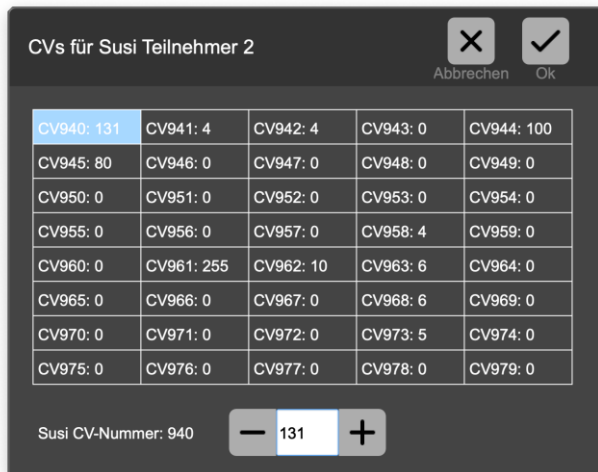 CVs für Susi Teilnehmer 2
Abbrechen Ok
CV940: 131 CV941: 4 CV942: 4 CV943: 0 CV944: 100
CV945: 80 CV946: 0 CV947: 0 CV948: 0 CV949: 0
CV950: 0 CV951: 0 CV952: 0 CV953: 0 CV954: 0
CV955: 0 CV956: 0 CV957: 0 CV958: 4 CV959: 0
CV960: 0 CV961: 255 CV962: 10 CV963: 6 CV964: 0
CV965: 0 CV966: 0 CV967: 0 CV968: 6 CV969: 0
CV970: 0 CV971: 0 CV972: 0 CV973: 5 CV974: 0
CV975: 0 CV976: 0 CV977: 0 CV978: 0 CV979: 0
Susi CV-Nummer: 940 131